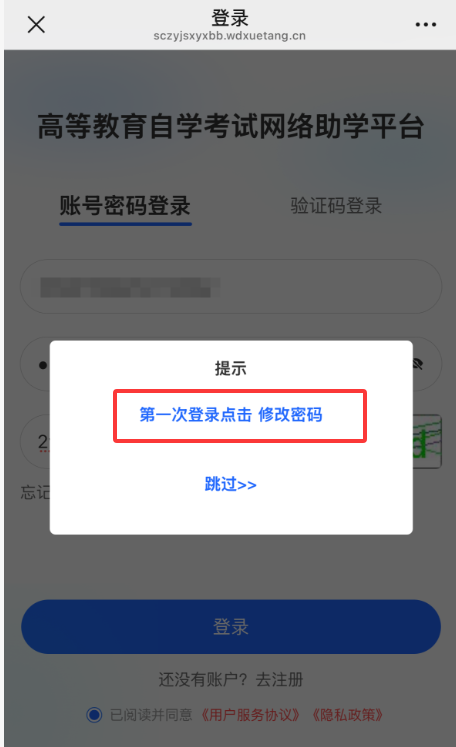 登录
sczyjsxyxbb.wdxuetang.cn
高等教育自学考试网络助学平台
账号密码登录 验证码登录
提示
第一次登录点击 修改密码
2
d
忘记
跳过>>
登录
还没有账户? 去注册
已阅读并同意《用户服务协议》《隐私政策》